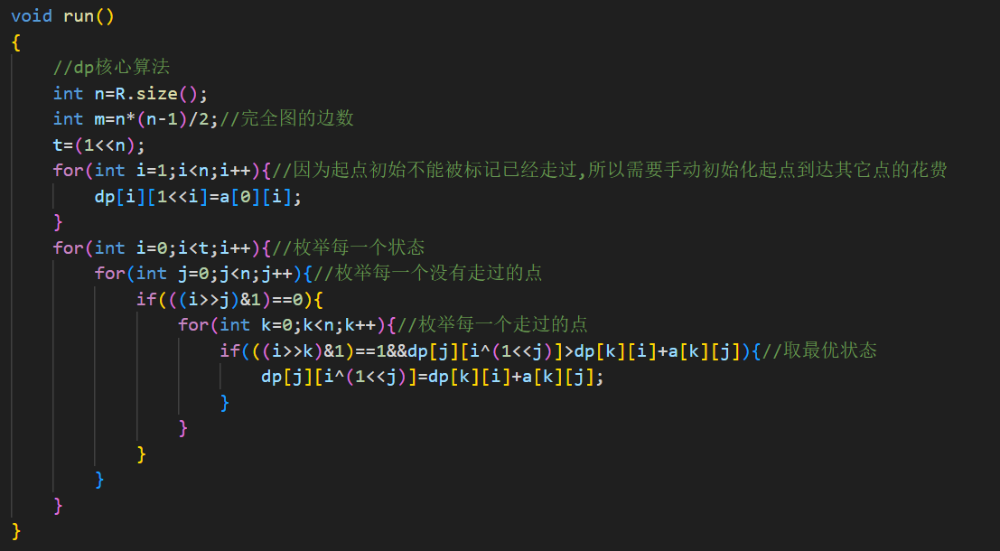 void run()
{
    //dp核心算法
    int n=R.size();
    int m=n*(n-1)/2;//完全图的边数
    t=(1<<n);
    for(int i=1;i<n;i++){//因为起点初始不能被标记已经走过,所以需要手动初始化起点到达其它点的花费
        dp[i][1<<i]=a[0][i];
    }
    for(int i=0;i<t;i++){//枚举每一个状态
        for(int j=0;j<n;j++){//枚举每一个没有走过的点
            if(((i>>j)&1)==0){
                for(int k=0;k<n;k++){//枚举每一个走过的点
                    if(((i>>k)&1)==1&&dp[j][i^(1<<j)]>dp[k][i]+a[k][j]){//取最优状态
                        dp[j][i^(1<<j)]=dp[k][i]+a[k][j];
                    }
                }
            }
        }
    }
}